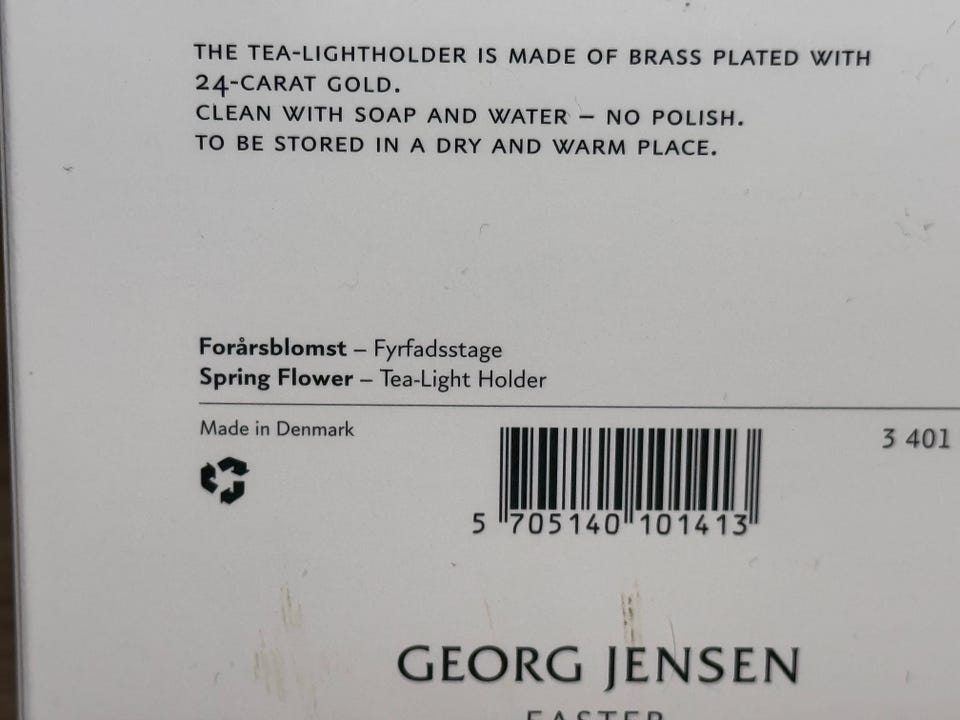 THE TEA-LIGHTHOLDER IS MADE OF BRASS PLATED WITH
24-CARAT GOLD.
CLEAN WITH SOAP AND WATER – NO POLISH.
TO BE STORED IN A DRY AND WARM PLACE.
Forårsblomst – Fyrfadsstage
Spring Flower – Tea-Light Holder
Made in Denmark
3 401
5 705140 101413
GEORG JENSEN
EASTER